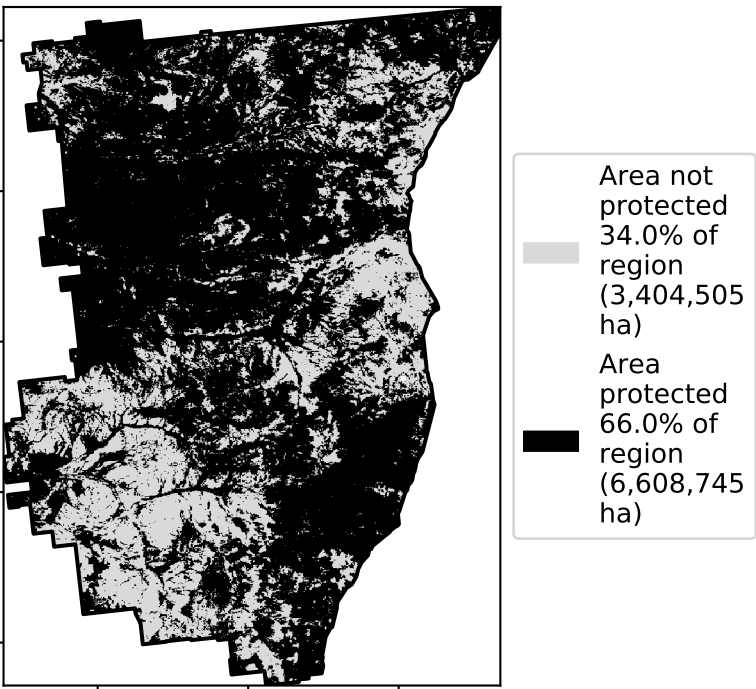 Area not
protected
34.0% of
region
(3,404,505
ha)
Area
protected
66.0% of
region
(6,608,745
ha)